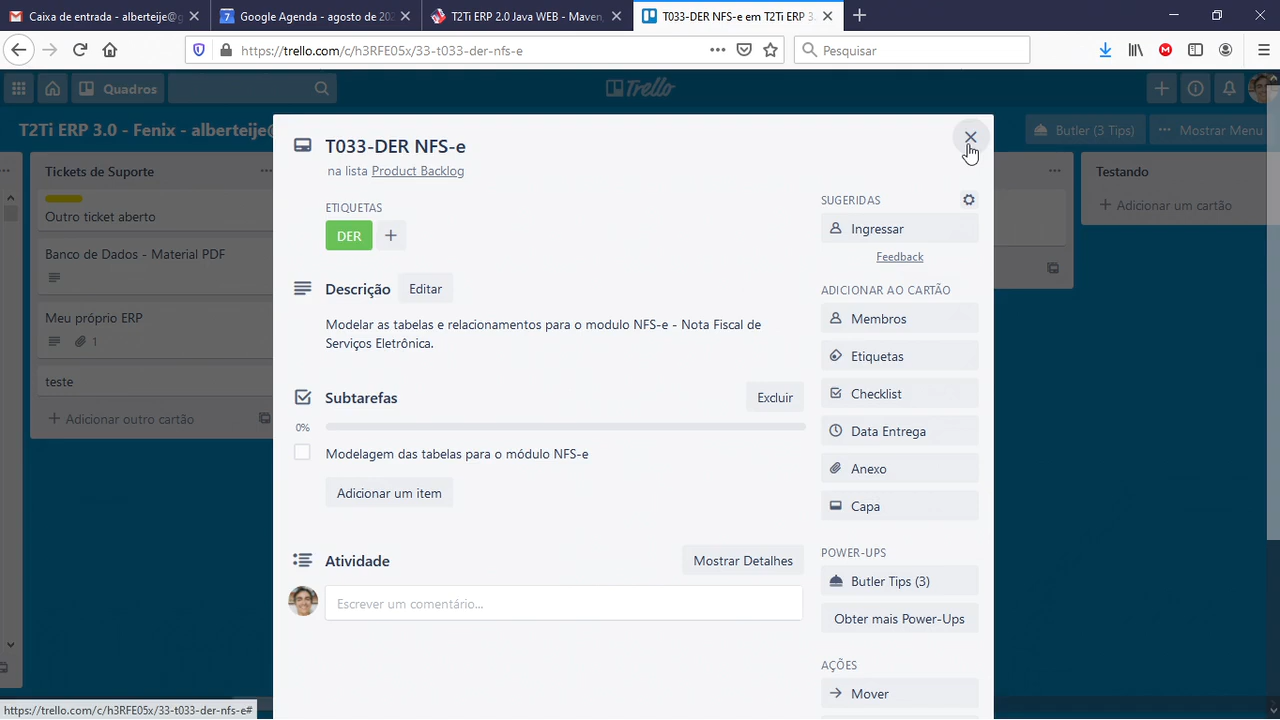 Caixa de entrada - alberteije@g
Google Agenda - agosto de 202
T2Ti ERP 2.0 Java WEB - Maven,
T033-DER NFS-e em T2Ti ERP 3.
https://trello.com/c/h3RFE05x/33-t033-der-nfs-e
Pesquisar
Quadros
Trello
T2Ti ERP 3.0 - Fenix - alberteije@
Butler (3 Tips)
Mostrar Menu
Tickets de Suporte
Outro ticket aberto
Banco de Dados - Material PDF
Meu próprio ERP
1
teste
Adicionar outro cartão
T033-DER NFS-e
na lista Product Backlog
ETIQUETAS
DER
Descrição
Editar
Modelar as tabelas e relacionamentos para o modulo NFS-e - Nota Fiscal de
Serviços Eletrônica.
Subtarefas
Excluir
0%
Modelagem das tabelas para o módulo NFS-e
Adicionar um item
Atividade
Mostrar Detalhes
Escrever um comentário...
SUGERIDAS
Ingressar
Feedback
ADICIONAR AO CARTÃO
Membros
Etiquetas
Checklist
Data Entrega
Anexo
Capa
POWER-UPS
Butler Tips (3)
Obter mais Power-Ups
AÇÕES
Mover
Testando
Adicionar um cartão
https://trello.com/c/h3RFE05x/33-t033-der-nfs-e#